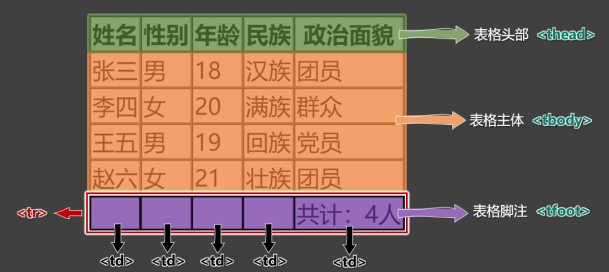 姓名 性别 年龄 民族 政治面貌 表格头部 <thead>
张三 男 18 汉族 团员
李四 女 20 满族 群众 表格主体 <tbody>
王五 男 19 回族 党员
赵六 女 21 壮族 团员
<tr> 共计：4人 表格脚注 <tfoot>
<td> <td> <td> <td> <td>